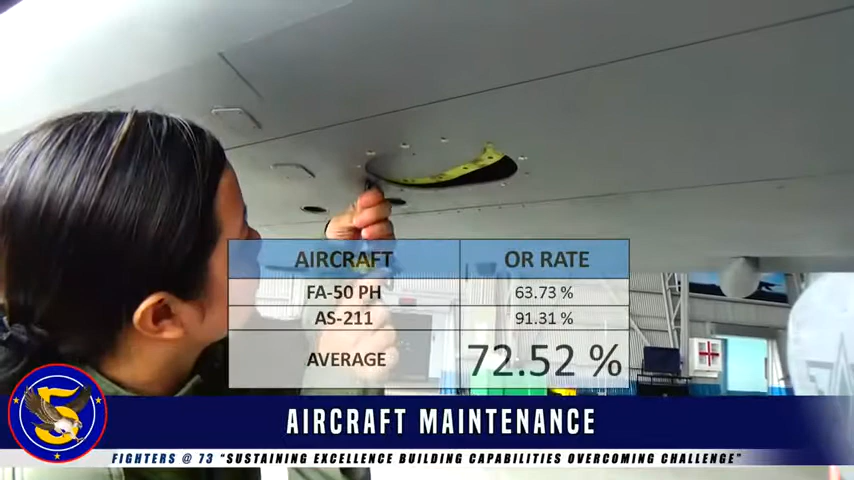 AIRCRAFT OR RATE
FA-50 PH 63.73 %
AS-211 91.31 %
AVERAGE 72.52 %
5
AIRCRAFT MAINTENANCE
FIGHTERS @ 73 "SUSTAINING EXCELLENCE BUILDING CAPABILITIES OVERCOMING CHALLENGE"